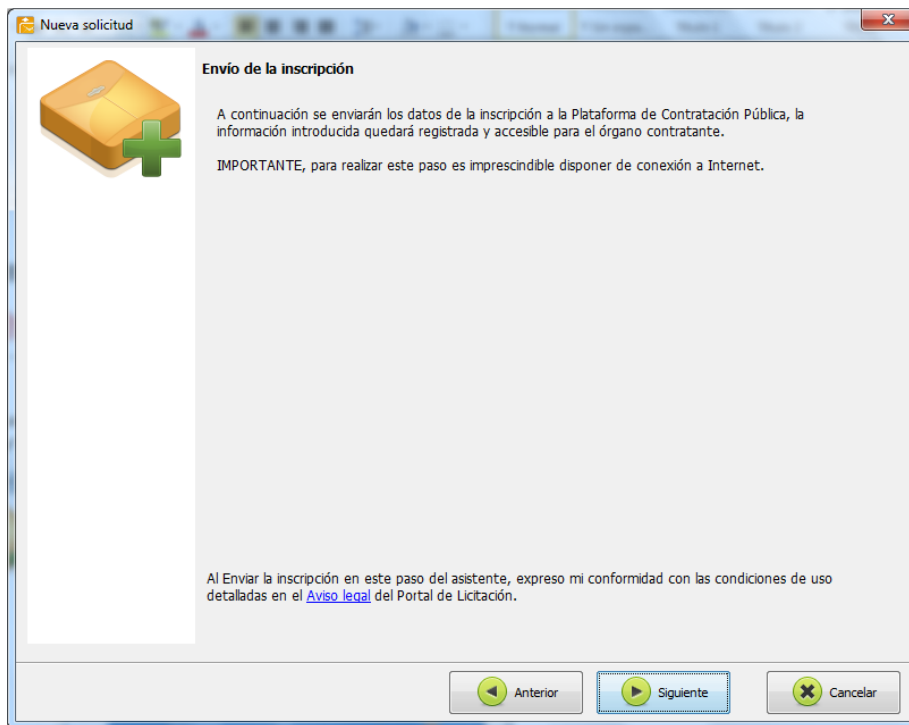 Nueva solicitud
Envío de la inscripción
A continuación se enviarán los datos de la inscripción a la Plataforma de Contratación Pública, la
información introducida quedará registrada y accesible para el órgano contratante.
IMPORTANTE, para realizar este paso es imprescindible disponer de conexión a Internet.
Al Enviar la inscripción en este paso del asistente, expreso mi conformidad con las condiciones de uso
detalladas en el Aviso legal del Portal de Licitación.
Anterior
Siguiente
Cancelar